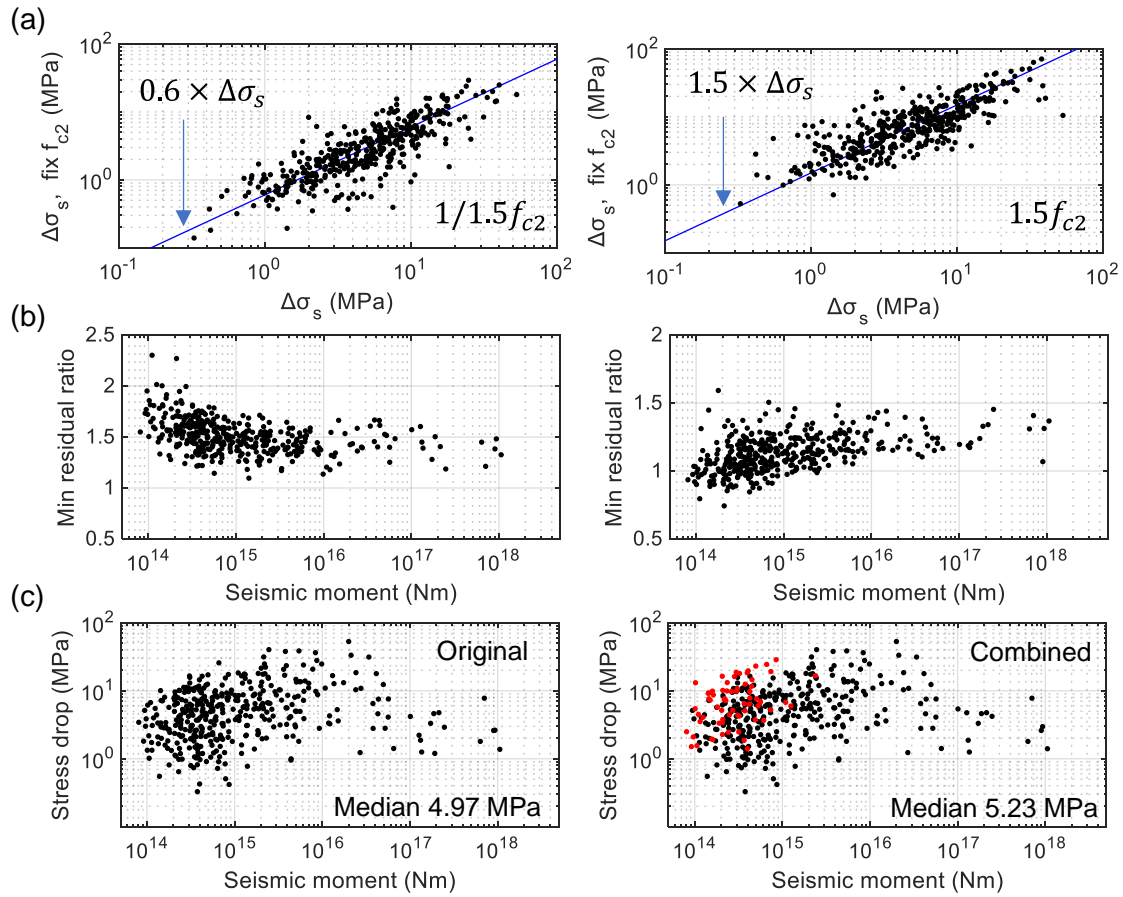 (a)
10² 10⁰
Δσₛ, fix f_c2 (MPa)
0.6 × Δσₛ
1/1.5f_c2
10⁻¹ 10⁰ 10¹ 10²
Δσₛ (MPa)
10² 10⁰
Δσₛ, fix f_c2 (MPa)
1.5 × Δσₛ
1.5f_c2
10⁻¹ 10⁰ 10¹ 10²
Δσₛ (MPa)
(b)
2.5 2 1.5 1 0.5
Min residual ratio
10¹⁴ 10¹⁵ 10¹⁶ 10¹⁷ 10¹⁸
Seismic moment (Nm)
2 1.5 1 0.5
Min residual ratio
10¹⁴ 10¹⁵ 10¹⁶ 10¹⁷ 10¹⁸
Seismic moment (Nm)
(c)
10² 10¹ 10⁰
Stress drop (MPa)
Original
Median 4.97 MPa
10¹⁴ 10¹⁵ 10¹⁶ 10¹⁷ 10¹⁸
Seismic moment (Nm)
10² 10¹ 10⁰
Stress drop (MPa)
Combined
Median 5.23 MPa
10¹⁴ 10¹⁵ 10¹⁶ 10¹⁷ 10¹⁸
Seismic moment (Nm)